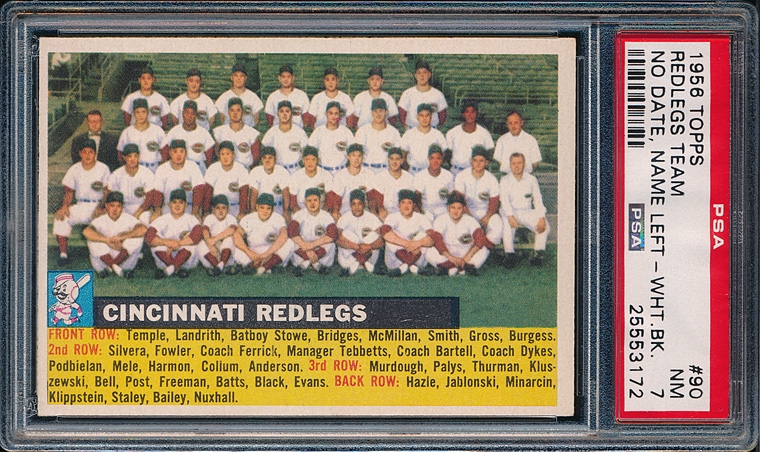 CINCINNATI REDLEGS
FRONT ROW: Temple, Landrith, Batboy Stowe, Bridges, McMillan, Smith, Gross, Burgess.
2nd ROW: Silvera, Fowler, Coach Ferrick, Manager Tebbetts, Coach Bartell, Coach Dykes,
Podbielan, Mele, Harmon, Colium, Anderson. 3rd ROW: Murdough, Palys, Thurman, Klus-
zewski, Bell, Post, Freeman, Batts, Black, Evans. BACK ROW: Hazle, Jablonski, Minarcin,
Klippstein, Staley, Bailey, Nuxhall.
PSA
1956 TOPPS #90
REDLEGS TEAM NM
NO DATE, NAME LEFT - WHT.BK. 7
PSA 25553172